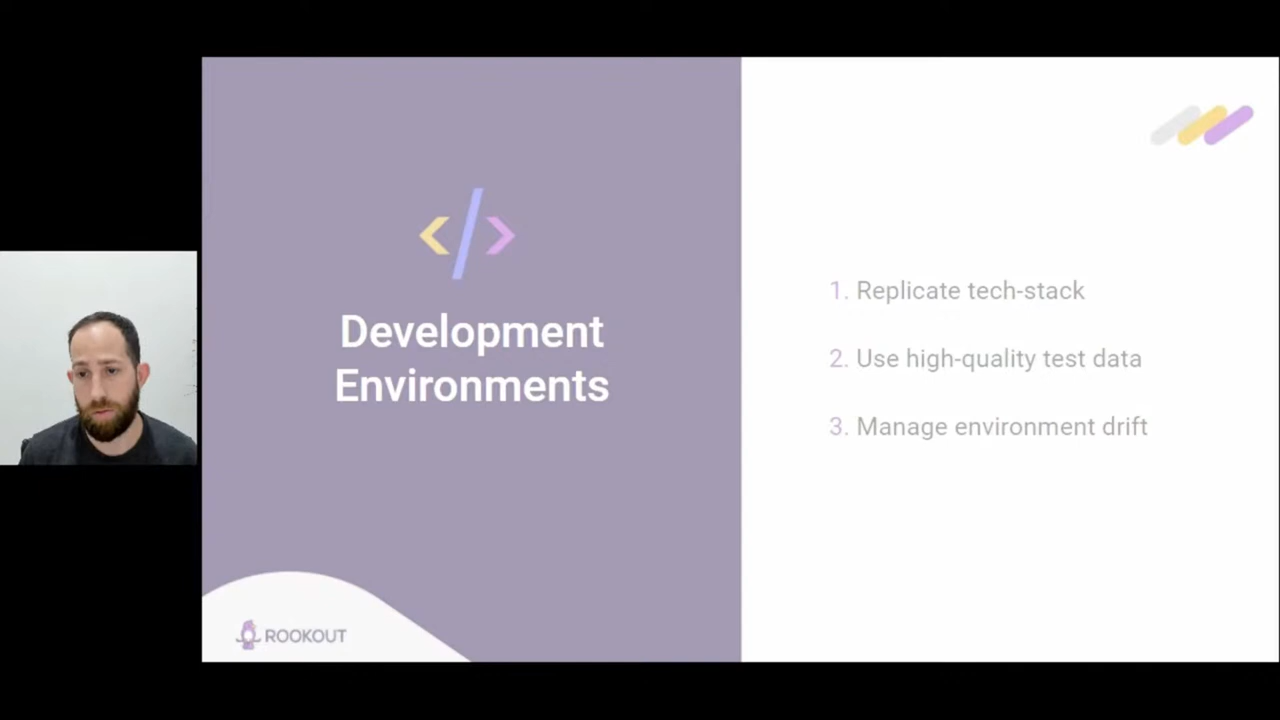 </>
Development
Environments
1. Replicate tech-stack
2. Use high-quality test data
3. Manage environment drift
ROOKOUT